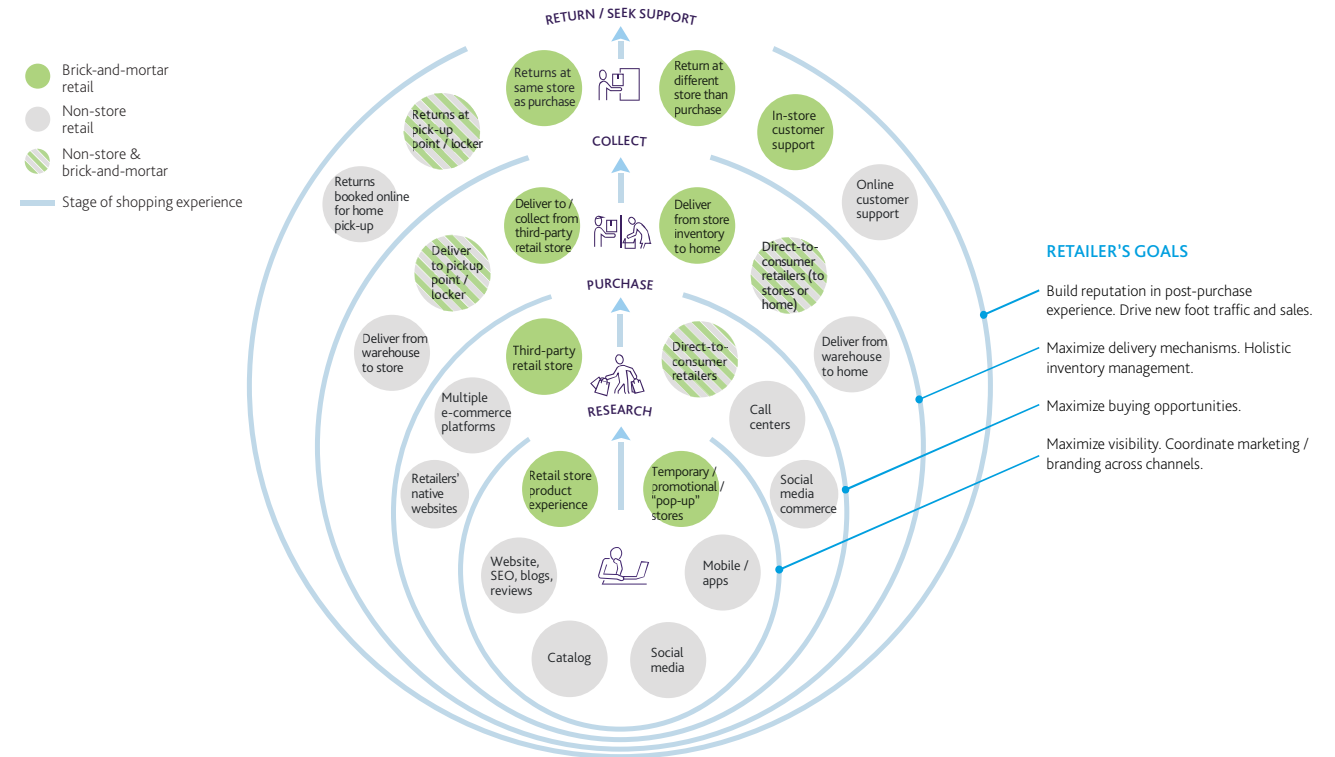 RETURN / SEEK SUPPORT
Brick-and-mortar
retail
Non-store
retail
Non-store &
brick-and-mortar
Stage of shopping experience
Returns at
same store
as purchase
Return at
different
store than
purchase
Returns at
pick-up
point / locker
In-store
customer
support
Returns
booked online
for home
pick-up
Online
customer
support
COLLECT
Deliver to /
collect from
third-party
retail store
Deliver
from store
inventory
to home
Deliver
to pickup
point /
locker
Direct-to-
consumer
retailers (to
stores or
home)
Deliver from
warehouse
to store
Deliver from
warehouse
to home
PURCHASE
Third-party
retail store
Direct-to-
consumer
retailers
Multiple
e-commerce
platforms
Call
centers
Retailers'
native
websites
Social
media
commerce
RESEARCH
Retail store
product
experience
Temporary /
promotional /
"pop-up"
stores
Website,
SEO, blogs,
reviews
Mobile /
apps
Catalog
Social
media
RETAILER'S GOALS
Build reputation in post-purchase
experience. Drive new foot traffic and sales.
Maximize delivery mechanisms. Holistic
inventory management.
Maximize buying opportunities.
Maximize visibility. Coordinate marketing /
branding across channels.